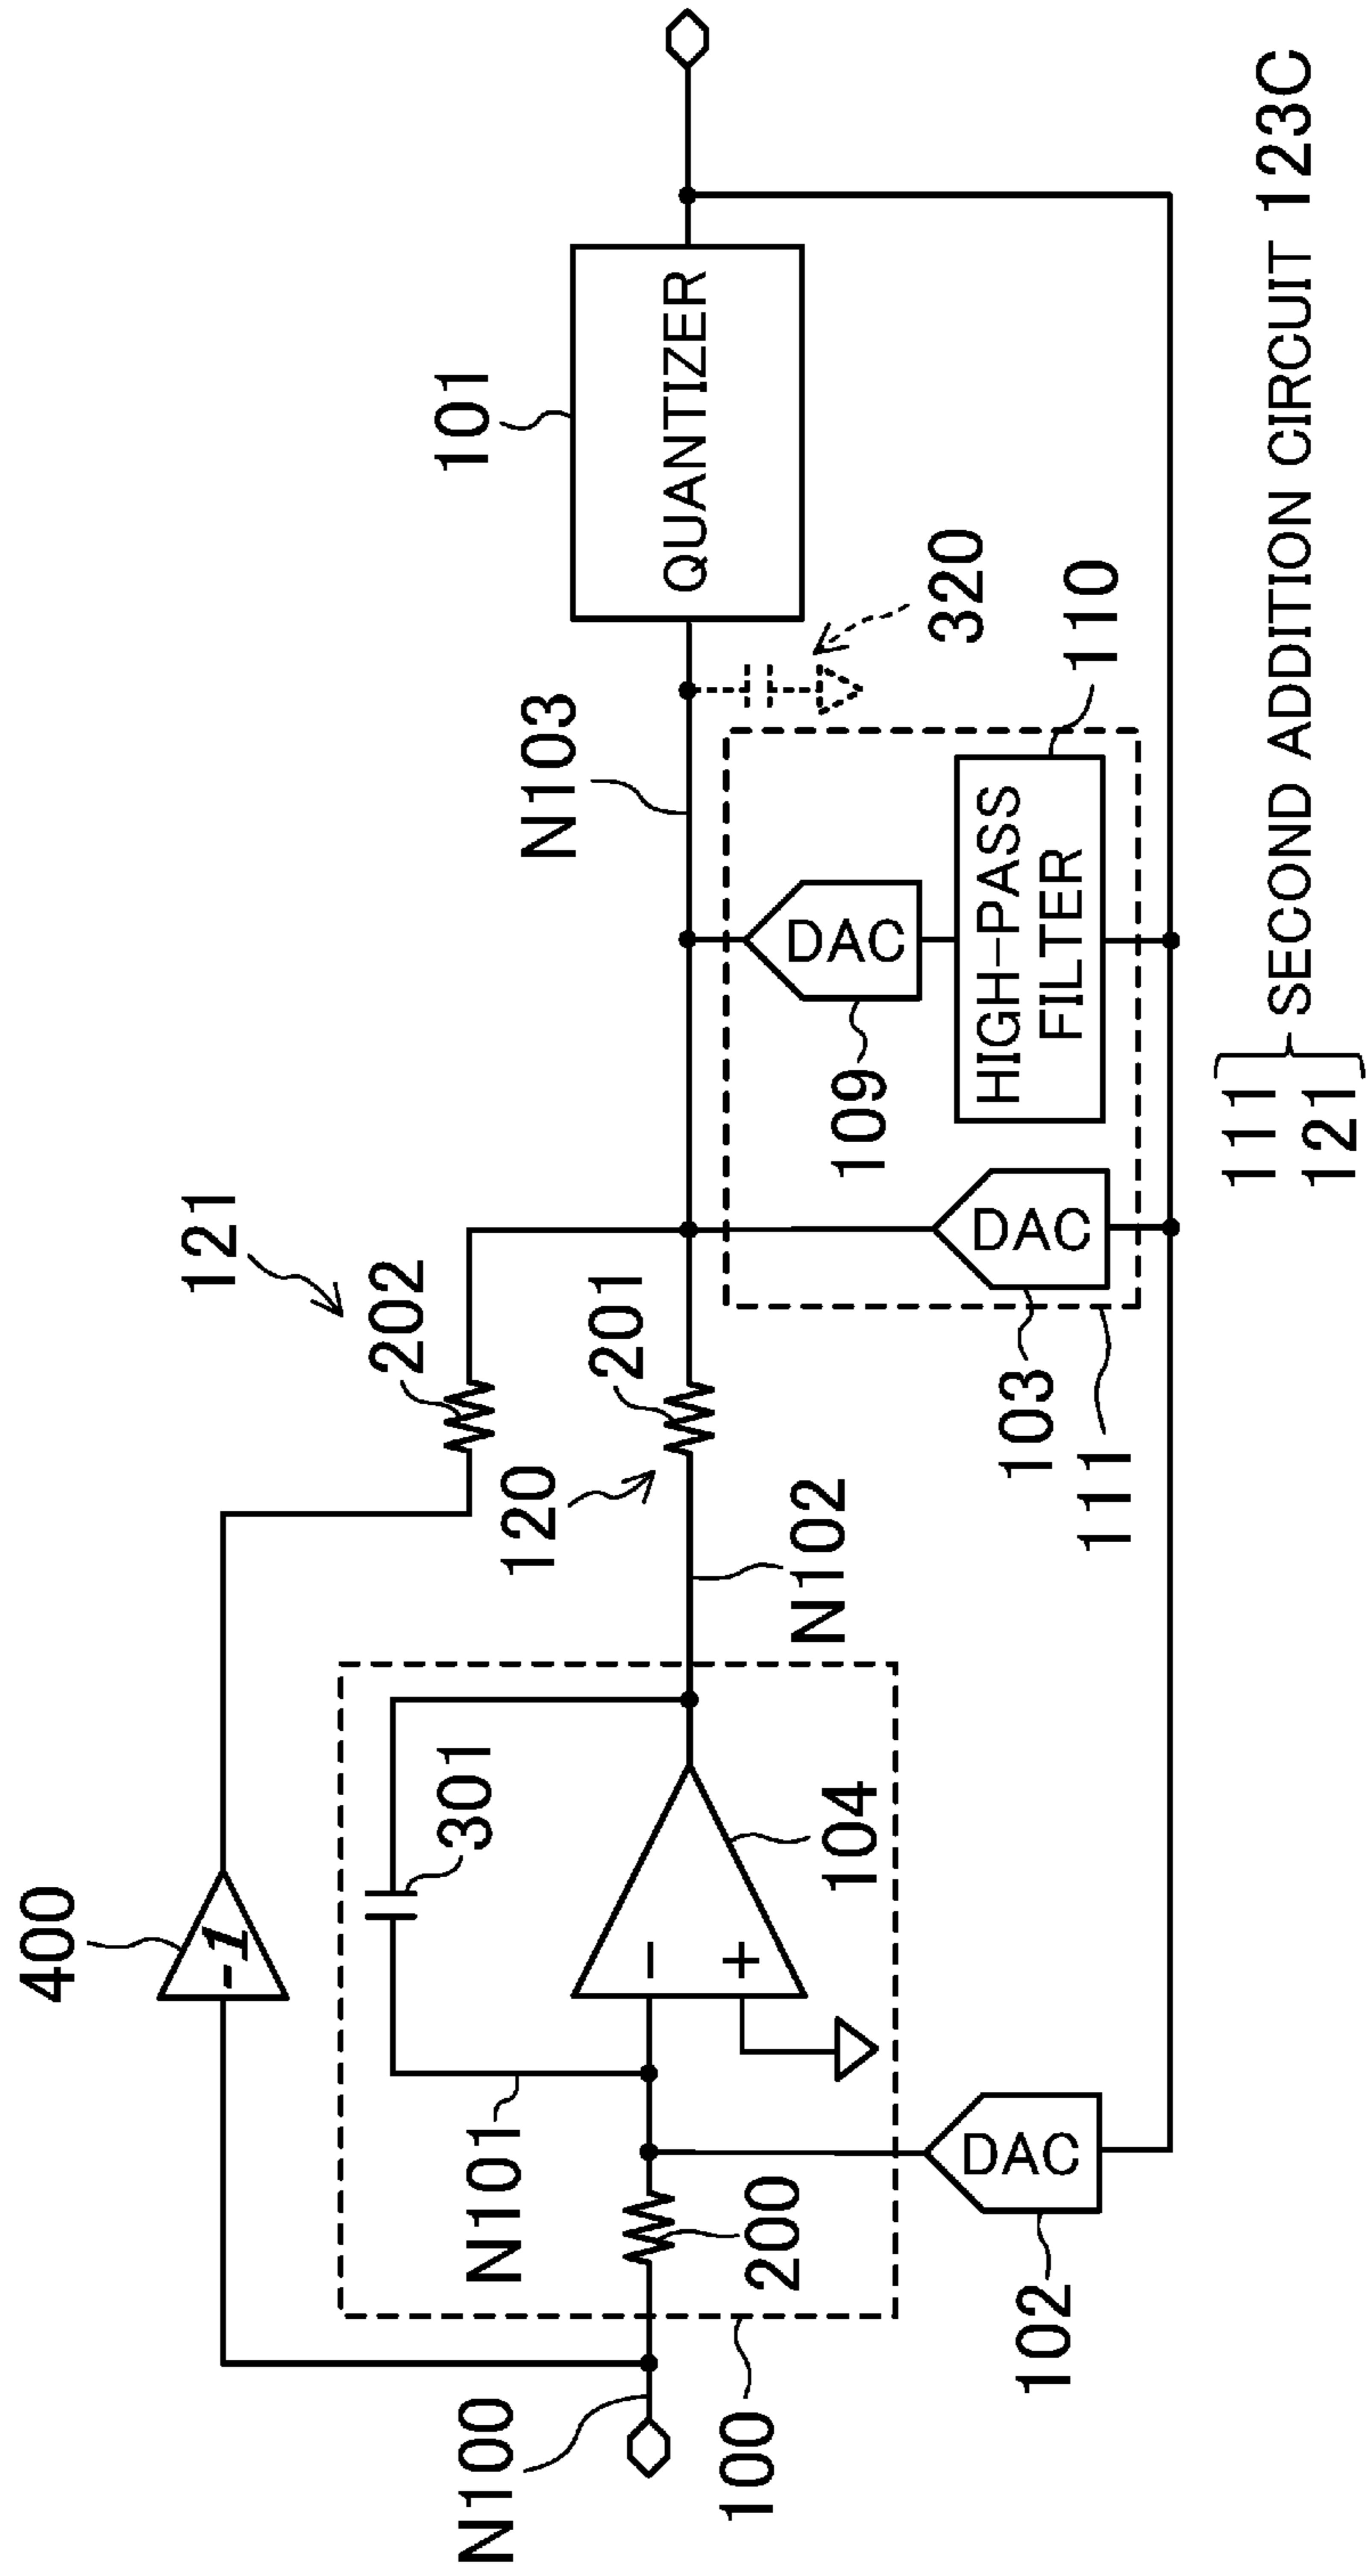 400
-1
121
202
301
N101
120
201
N103
101
QUANTIZER
N100
200
100
104
−
+
N102
320
DAC
109
HIGH-PASS
FILTER
110
DAC
103
111
DAC
102
111
121
SECOND ADDITION CIRCUIT 123C